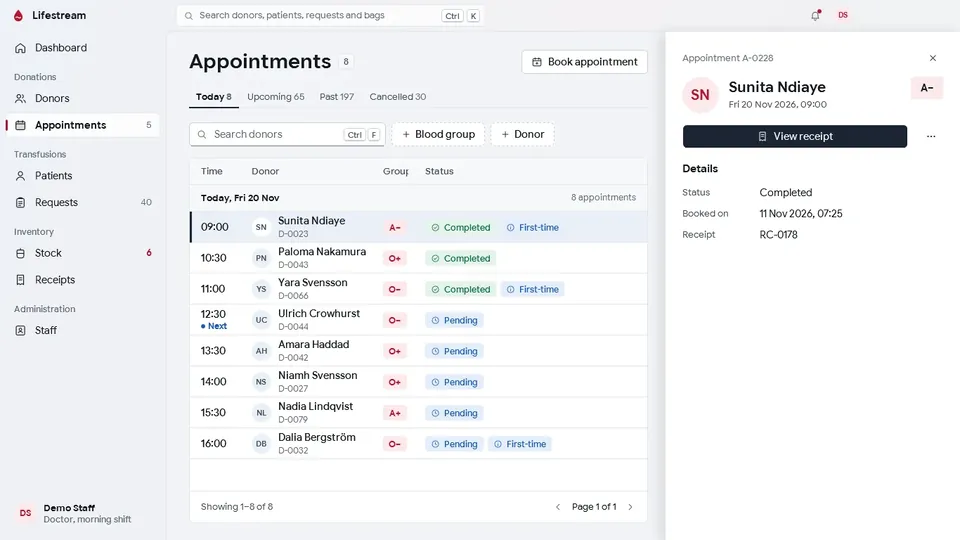 Lifestream
Search donors, patients, requests and bags
Ctrl K
DS
Dashboard
Donations
Donors
Appointments 5
Transfusions
Patients
Requests 40
Inventory
Stock 6
Receipts
Administration
Staff
DS
Demo Staff
Doctor, morning shift
Appointments 8
Book appointment
Today 8 Upcoming 65 Past 197 Cancelled 30
Search donors Ctrl F
+ Blood group
+ Donor
Time Donor Group Status
Today, Fri 20 Nov 8 appointments
09:00 SN Sunita Ndiaye A− Completed First-time
D-0023
10:30 PN Paloma Nakamura O+ Completed
D-0043
11:00 YS Yara Svensson O− Completed First-time
D-0066
12:30 UC Ulrich Crowhurst O− Pending
Next D-0044
13:30 AH Amara Haddad O+ Pending
D-0042
14:00 NS Niamh Svensson O+ Pending
D-0027
15:30 NL Nadia Lindqvist A+ Pending
D-0079
16:00 DB Dalia Bergström O− Pending First-time
D-0032
Showing 1–8 of 8
Page 1 of 1
Appointment A-0228
SN Sunita Ndiaye A−
Fri 20 Nov 2026, 09:00
View receipt
Details
Status Completed
Booked on 11 Nov 2026, 07:25
Receipt RC-0178